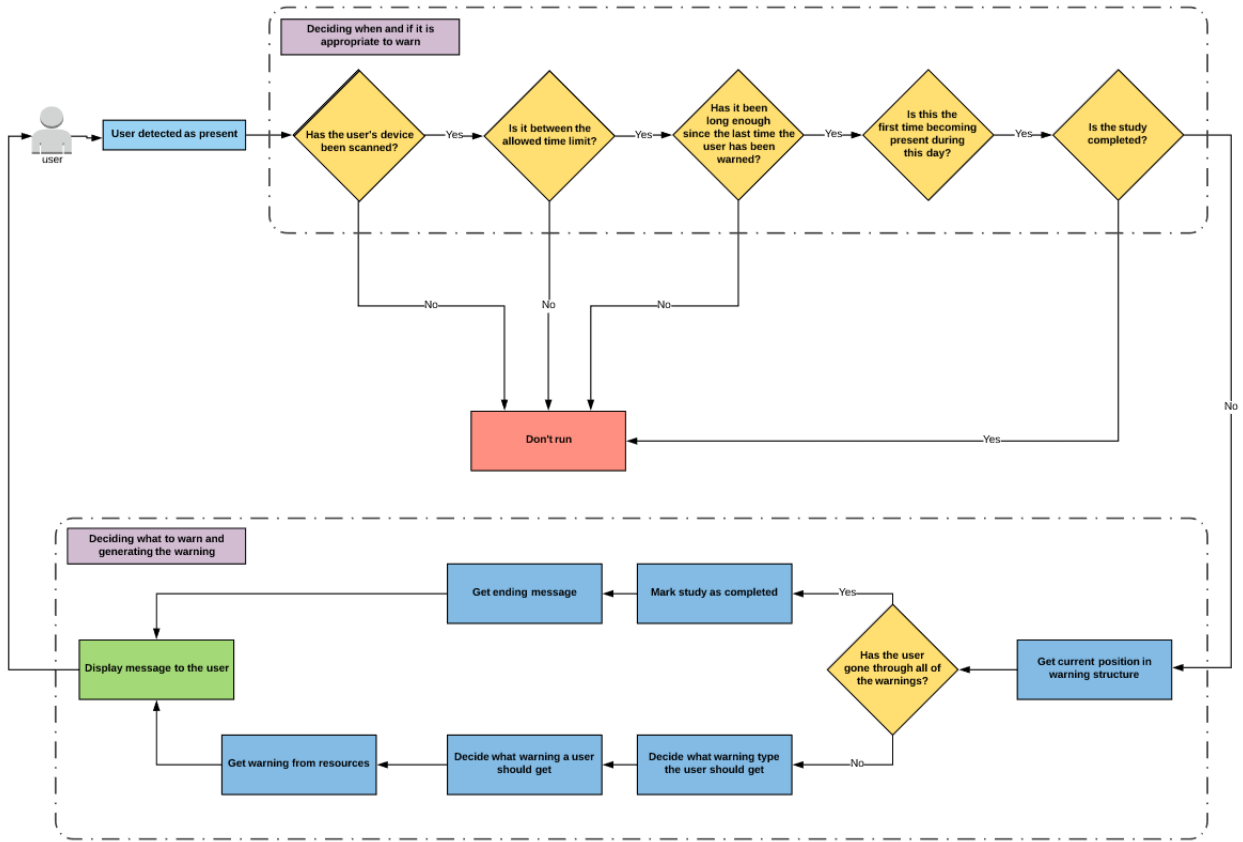 Deciding when and if it is
appropriate to warn
user
User detected as present
Has the user's device
been scanned?
Yes
Is it between the
allowed time limit?
Yes
Has it been
long enough
since the last time the
user has been
warned?
Yes
Is this the
first time becoming
present during
this day?
Yes
Is the study
completed?
No
No
No
No
Don't run
Yes
Deciding what to warn and
generating the warning
Get ending message
Mark study as completed
Yes
Display message to the user
Has the user
gone through all of
the warnings?
Get current position in
warning structure
Get warning from resources
Decide what warning a user
should get
Decide what warning type
the user should get
No